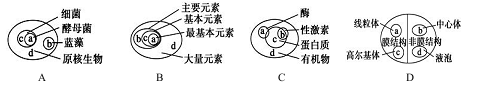 细菌
酵母菌
蓝藻
原核生物
c a b d
A
主要元素
基本元素
最基本元素
大量元素
b c a d
B
酶
性激素
蛋白质
有机物
a b c d
C
线粒体
中心体
膜结构
非膜结构
高尔基体
液泡
a b c d
D